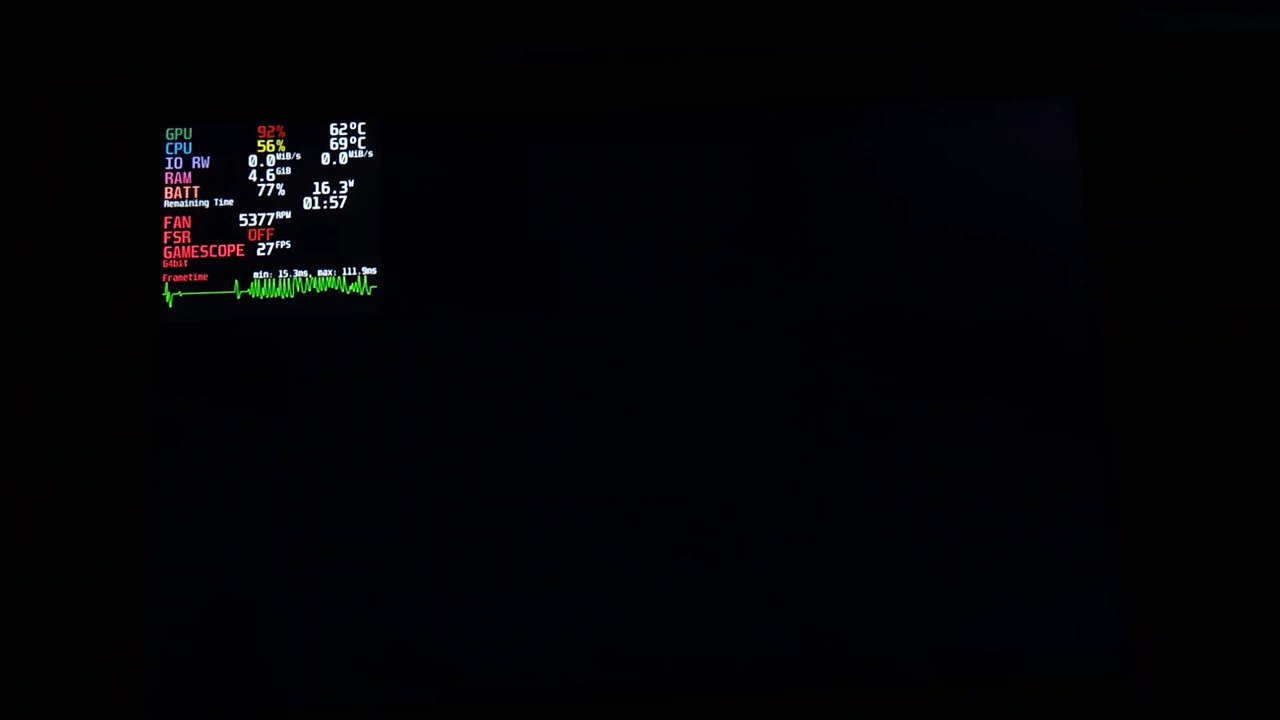 GPU 92% 62°C
CPU 56% 69°C
IO RW 0.0MiB/s 0.0MiB/s
RAM 4.6GiB
BATT 77% 16.3W
Remaining Time 01:57
FAN 5377RPM
FSR OFF
GAMESCOPE 27FPS
64bit
Frametime min: 15.3ms, max: 111.9ms